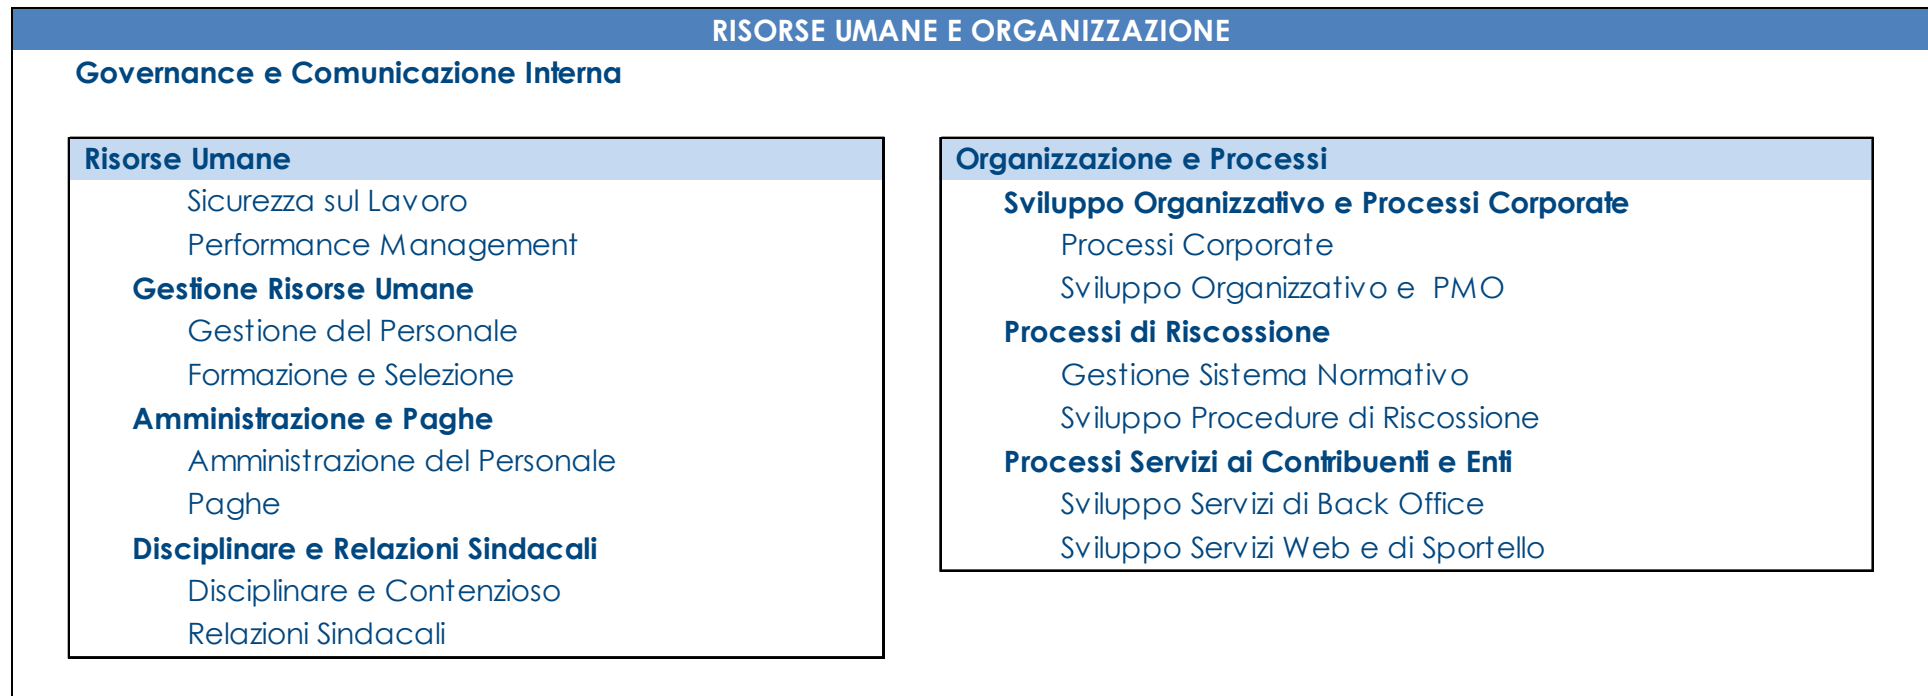 RISORSE UMANE E ORGANIZZAZIONE
Governance e Comunicazione Interna
Risorse Umane
Sicurezza sul Lavoro
Performance Management
Gestione Risorse Umane
Gestione del Personale
Formazione e Selezione
Amministrazione e Paghe
Amministrazione del Personale
Paghe
Disciplinare e Relazioni Sindacali
Disciplinare e Contenzioso
Relazioni Sindacali
Organizzazione e Processi
Sviluppo Organizzativo e Processi Corporate
Processi Corporate
Sviluppo Organizzativo e PMO
Processi di Riscossione
Gestione Sistema Normativo
Sviluppo Procedure di Riscossione
Processi Servizi ai Contribuenti e Enti
Sviluppo Servizi di Back Office
Sviluppo Servizi Web e di Sportello